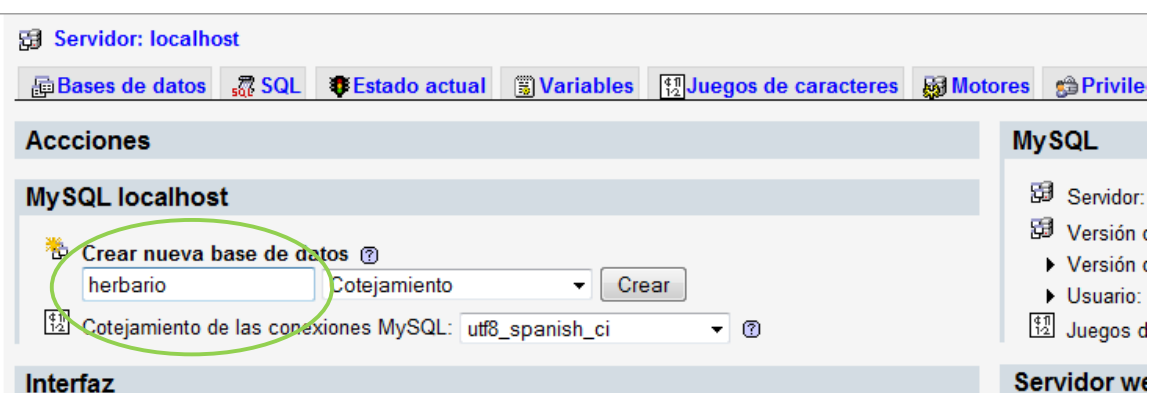 Servidor: localhost
Bases de datos SQL Estado actual Variables Juegos de caracteres Motores Privile
Accciones
MySQL localhost
Crear nueva base de datos
herbario Cotejamiento Crear
Cotejamiento de las conexiones MySQL: utf8_spanish_ci
Interfaz
MySQL
Servidor:
Versión
Versión
Usuario:
Juegos d
Servidor we